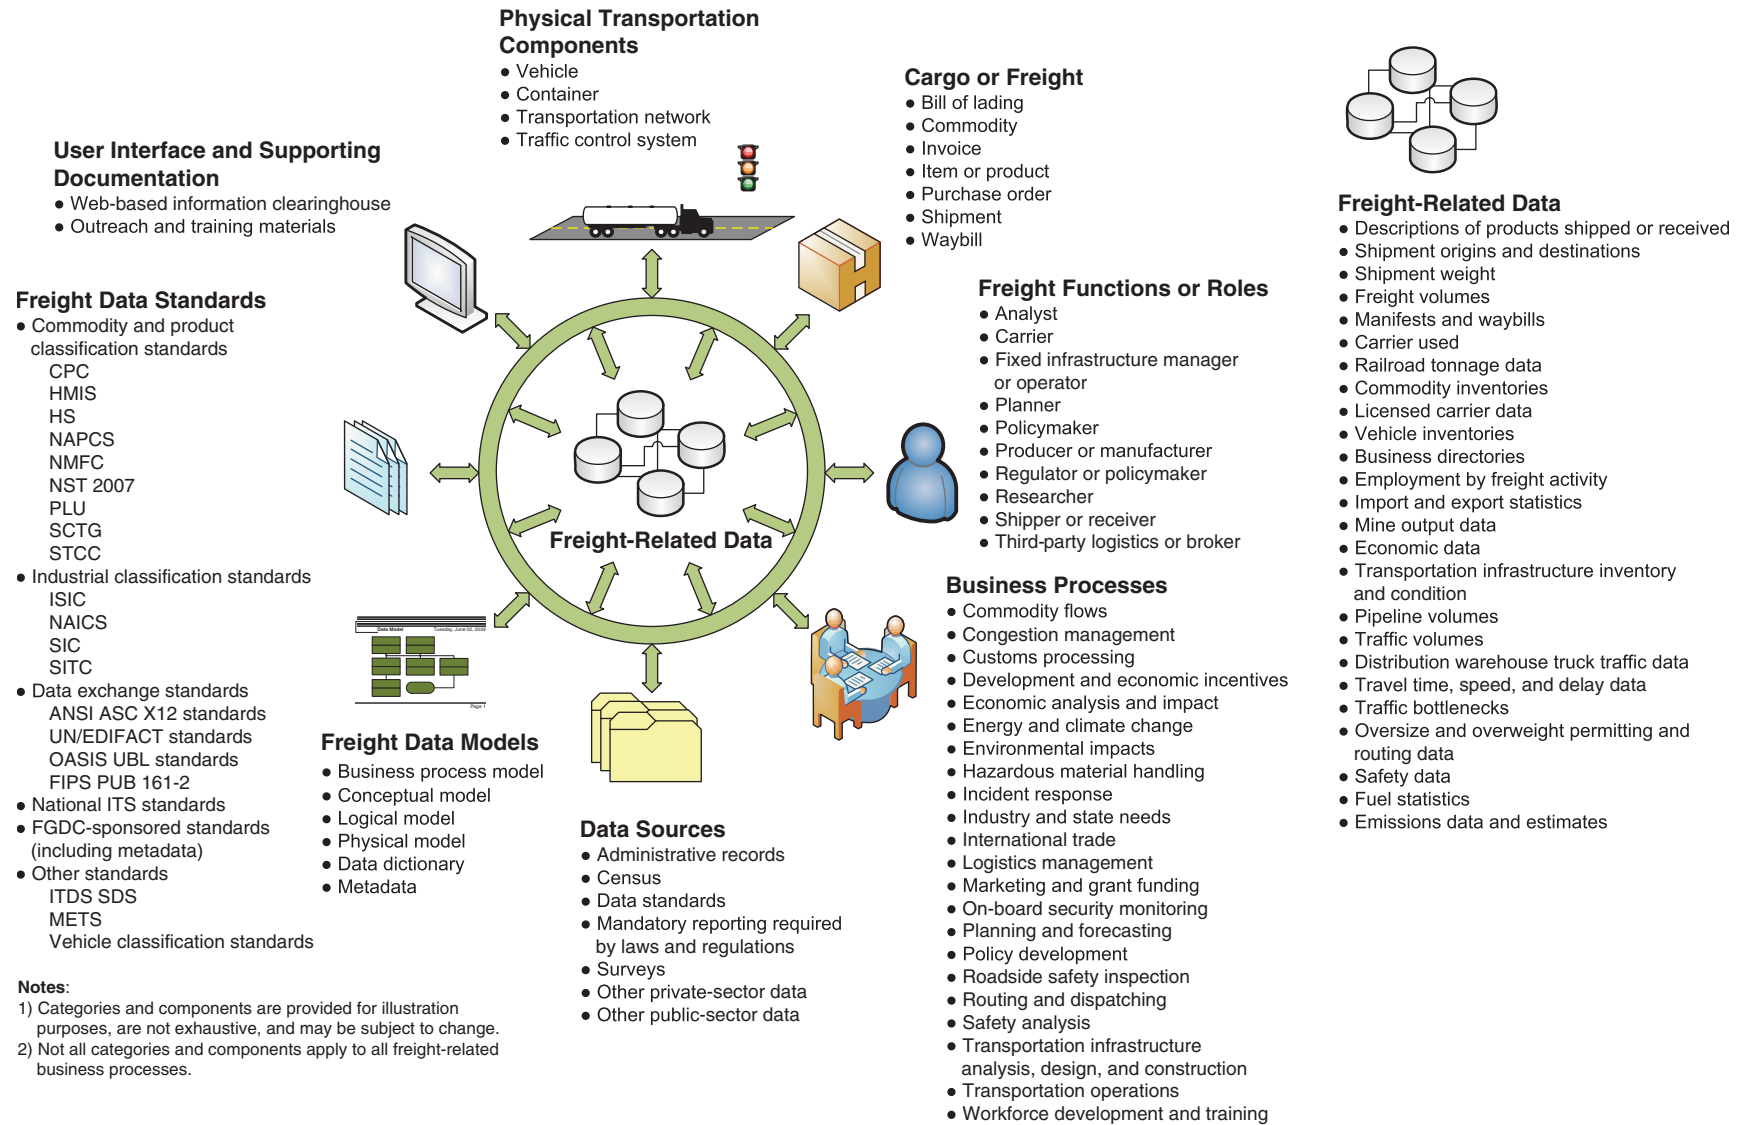 Physical Transportation
Components
● Vehicle
● Container
● Transportation network
● Traffic control system
Cargo or Freight
● Bill of lading
● Commodity
● Invoice
● Item or product
● Purchase order
● Shipment
● Waybill
User Interface and Supporting
Documentation
● Web-based information clearinghouse
● Outreach and training materials
Freight Data Standards
● Commodity and product
classification standards
CPC
HMIS
HS
NAPCS
NMFC
NST 2007
PLU
SCTG
STCC
● Industrial classification standards
ISIC
NAICS
SIC
SITC
● Data exchange standards
ANSI ASC X12 standards
UN/EDIFACT standards
OASIS UBL standards
FIPS PUB 161-2
● National ITS standards
● FGDC-sponsored standards
(including metadata)
● Other standards
ITDS SDS
METS
Vehicle classification standards
Notes:
1) Categories and components are provided for illustration
purposes, are not exhaustive, and may be subject to change.
2) Not all categories and components apply to all freight-related
business processes.
Freight-Related Data
Data Model
Tuesday, June 02, 2009
Page 1
Freight Data Models
● Business process model
● Conceptual model
● Logical model
● Physical model
● Data dictionary
● Metadata
Data Sources
● Administrative records
● Census
● Data standards
● Mandatory reporting required
by laws and regulations
● Surveys
● Other private-sector data
● Other public-sector data
Freight Functions or Roles
● Analyst
● Carrier
● Fixed infrastructure manager
or operator
● Planner
● Policymaker
● Producer or manufacturer
● Regulator or policymaker
● Researcher
● Shipper or receiver
● Third-party logistics or broker
Business Processes
● Commodity flows
● Congestion management
● Customs processing
● Development and economic incentives
● Economic analysis and impact
● Energy and climate change
● Environmental impacts
● Hazardous material handling
● Incident response
● Industry and state needs
● International trade
● Logistics management
● Marketing and grant funding
● On-board security monitoring
● Planning and forecasting
● Policy development
● Roadside safety inspection
● Routing and dispatching
● Safety analysis
● Transportation infrastructure
analysis, design, and construction
● Transportation operations
● Workforce development and training
Freight-Related Data
● Descriptions of products shipped or received
● Shipment origins and destinations
● Shipment weight
● Freight volumes
● Manifests and waybills
● Carrier used
● Railroad tonnage data
● Commodity inventories
● Licensed carrier data
● Vehicle inventories
● Business directories
● Employment by freight activity
● Import and export statistics
● Mine output data
● Economic data
● Transportation infrastructure inventory
and condition
● Pipeline volumes
● Traffic volumes
● Distribution warehouse truck traffic data
● Travel time, speed, and delay data
● Traffic bottlenecks
● Oversize and overweight permitting and
routing data
● Safety data
● Fuel statistics
● Emissions data and estimates